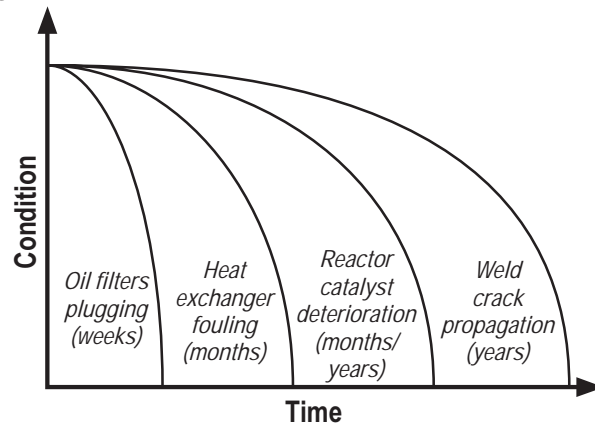 Condition
Oil filters
plugging
(weeks)
Heat
exchanger
fouling
(months)
Reactor
catalyst
deterioration
(months/
years)
Weld
crack
propagation
(years)
Time